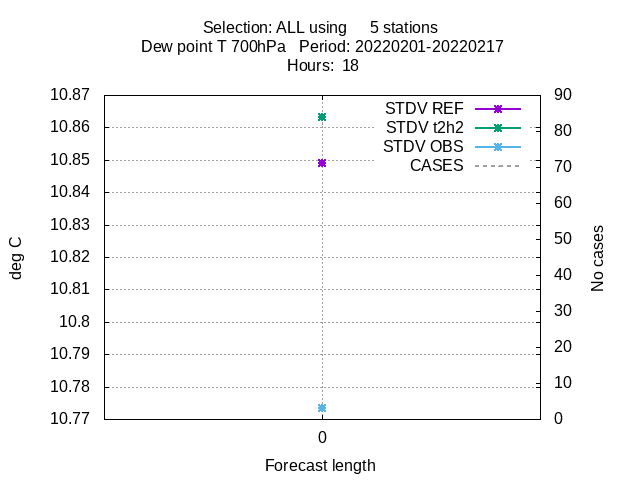 Selection: ALL using 5 stations
Dew point T 700hPa Period: 20220201-20220217
Hours: 18
10.87
10.86
10.85
10.84
10.83
10.82
10.81
10.8
10.79
10.78
10.77
deg C
STDV REF
STDV t2h2
STDV OBS
CASES
90
80
70
60
50
40
30
20
10
0
No cases
0
Forecast length